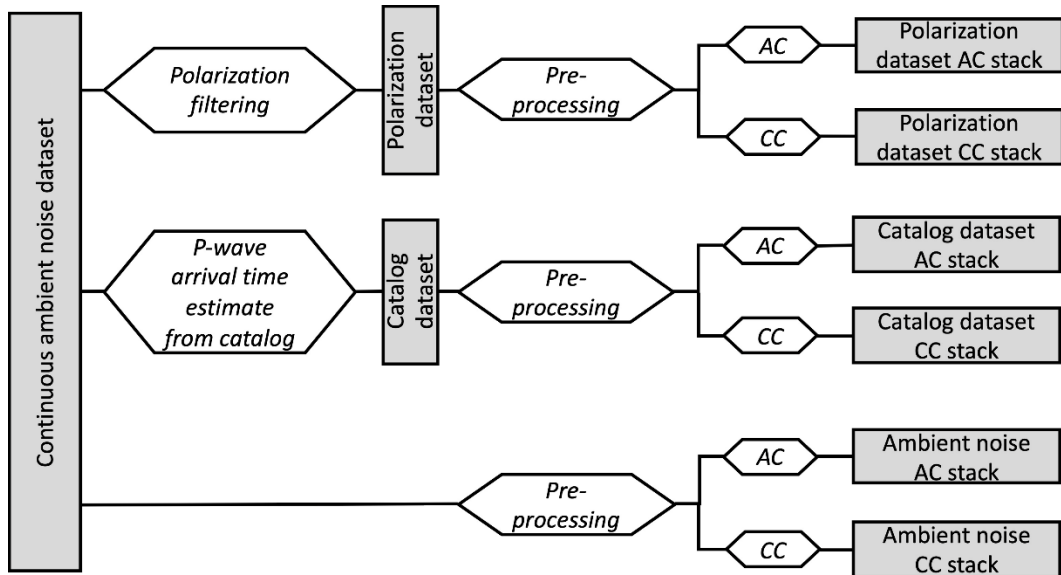 Continuous ambient noise dataset
Polarization
filtering
Polarization
dataset
Pre-
processing
AC
Polarization
dataset AC stack
CC
Polarization
dataset CC stack
P-wave
arrival time
estimate
from catalog
Catalog
dataset
Pre-
processing
AC
Catalog dataset
AC stack
CC
Catalog dataset
CC stack
Pre-
processing
AC
Ambient noise
AC stack
CC
Ambient noise
CC stack